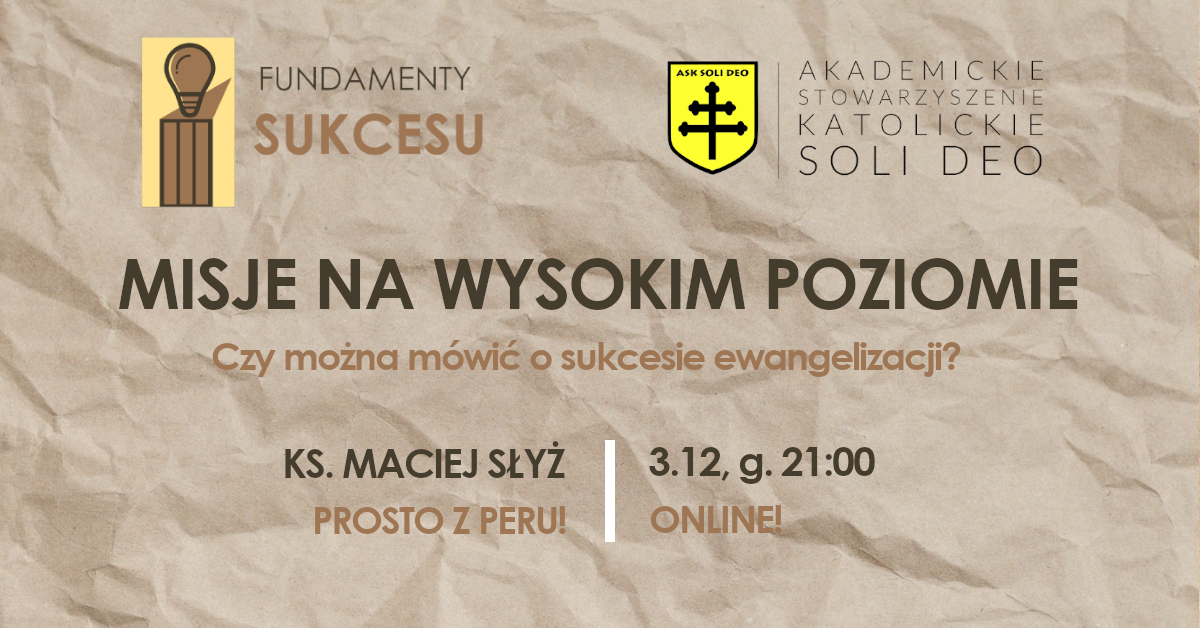 FUNDAMENTY
SUKCESU
ASK SOLI DEO
AKADEMICKIE
STOWARZYSZENIE
KATOLICKIE
SOLI DEO
MISJE NA WYSOKIM POZIOMIE
Czy można mówić o sukcesie ewangelizacji?
KS. MACIEJ SŁYŻ
PROSTO Z PERU!
3.12, g. 21:00
ONLINE!